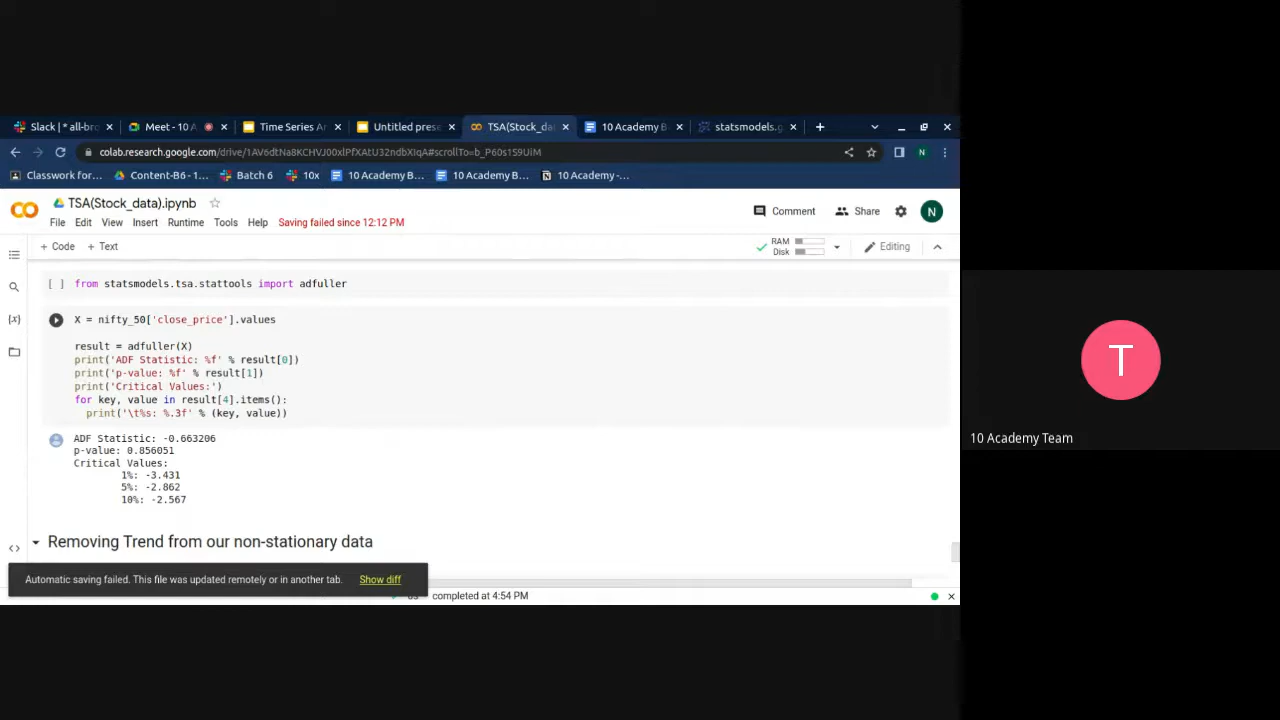 Slack | * all-bro
Meet - 10 A
Time Series An
Untitled prese
TSA(Stock_dat
10 Academy B
statsmodels.g
colab.research.google.com/drive/1AV6dtNa8KCHVJ00xlPfXAtU32ndbXIqA#scrollTo=b_P60s1S9UiM
N
Classwork for...
Content-B6 - 1...
Batch 6
10x
10 Academy B...
10 Academy B...
10 Academy -...
TSA(Stock_data).ipynb
File Edit View Insert Runtime Tools Help Saving failed since 12:12 PM
Comment
Share
N
+ Code + Text
RAM
Disk
Editing
[ ] from statsmodels.tsa.stattools import adfuller
X = nifty_50['close_price'].values
result = adfuller(X)
print('ADF Statistic: %f' % result[0])
print('p-value: %f' % result[1])
print('Critical Values:')
for key, value in result[4].items():
print('\t%s: %.3f' % (key, value))
ADF Statistic: -0.663206
p-value: 0.856051
Critical Values:
1%: -3.431
5%: -2.862
10%: -2.567
Removing Trend from our non-stationary data
Automatic saving failed. This file was updated remotely or in another tab. Show diff
completed at 4:54 PM
T
10 Academy Team